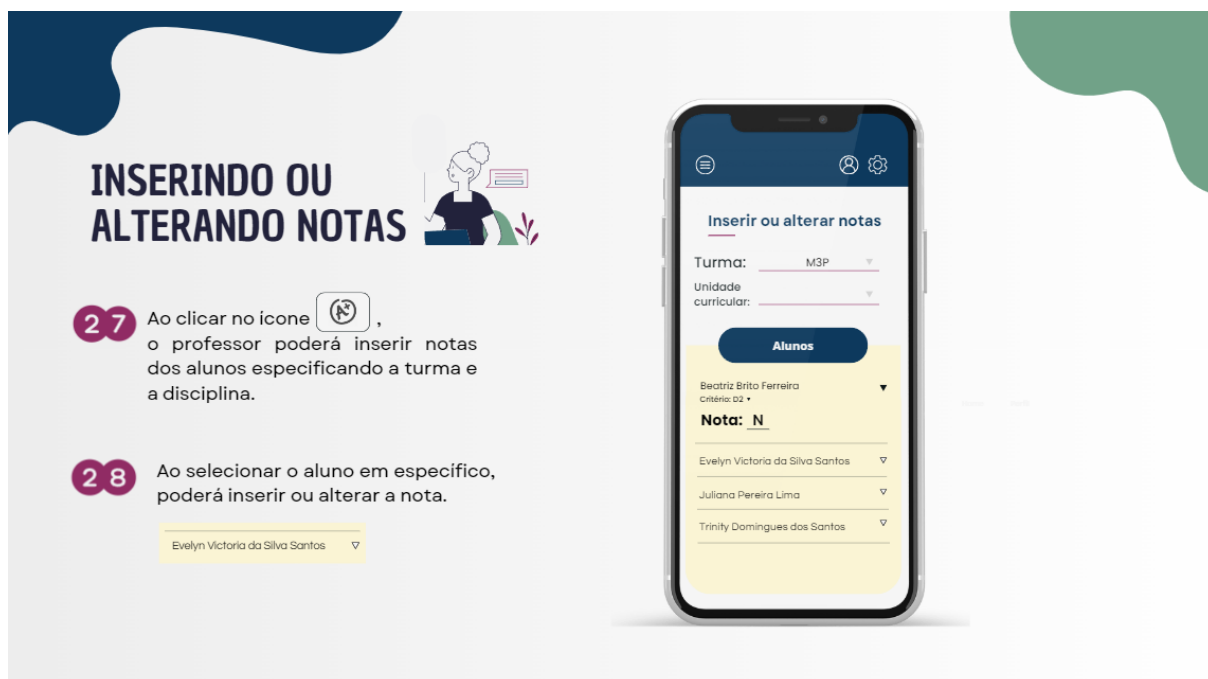 INSERINDO OU
ALTERANDO NOTAS
27
Ao clicar no ícone A+ ,
o professor poderá inserir notas
dos alunos especificando a turma e
a disciplina.
28
Ao selecionar o aluno em específico,
poderá inserir ou alterar a nota.
Evelyn Victoria da Silva Santos
Inserir ou alterar notas
Turma: M3P
Unidade
curricular:
Alunos
Beatriz Brito Ferreira
Critério: D2
Nota: N
Evelyn Victoria da Silva Santos
Juliana Pereira Lima
Trinity Domingues dos Santos